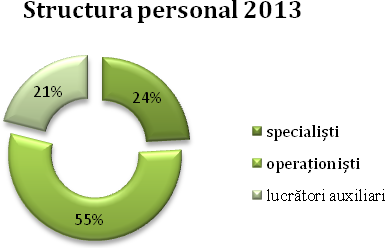 Structura personal 2013
21%
24%
55%
specialiști
operaționiști
lucrători auxiliari